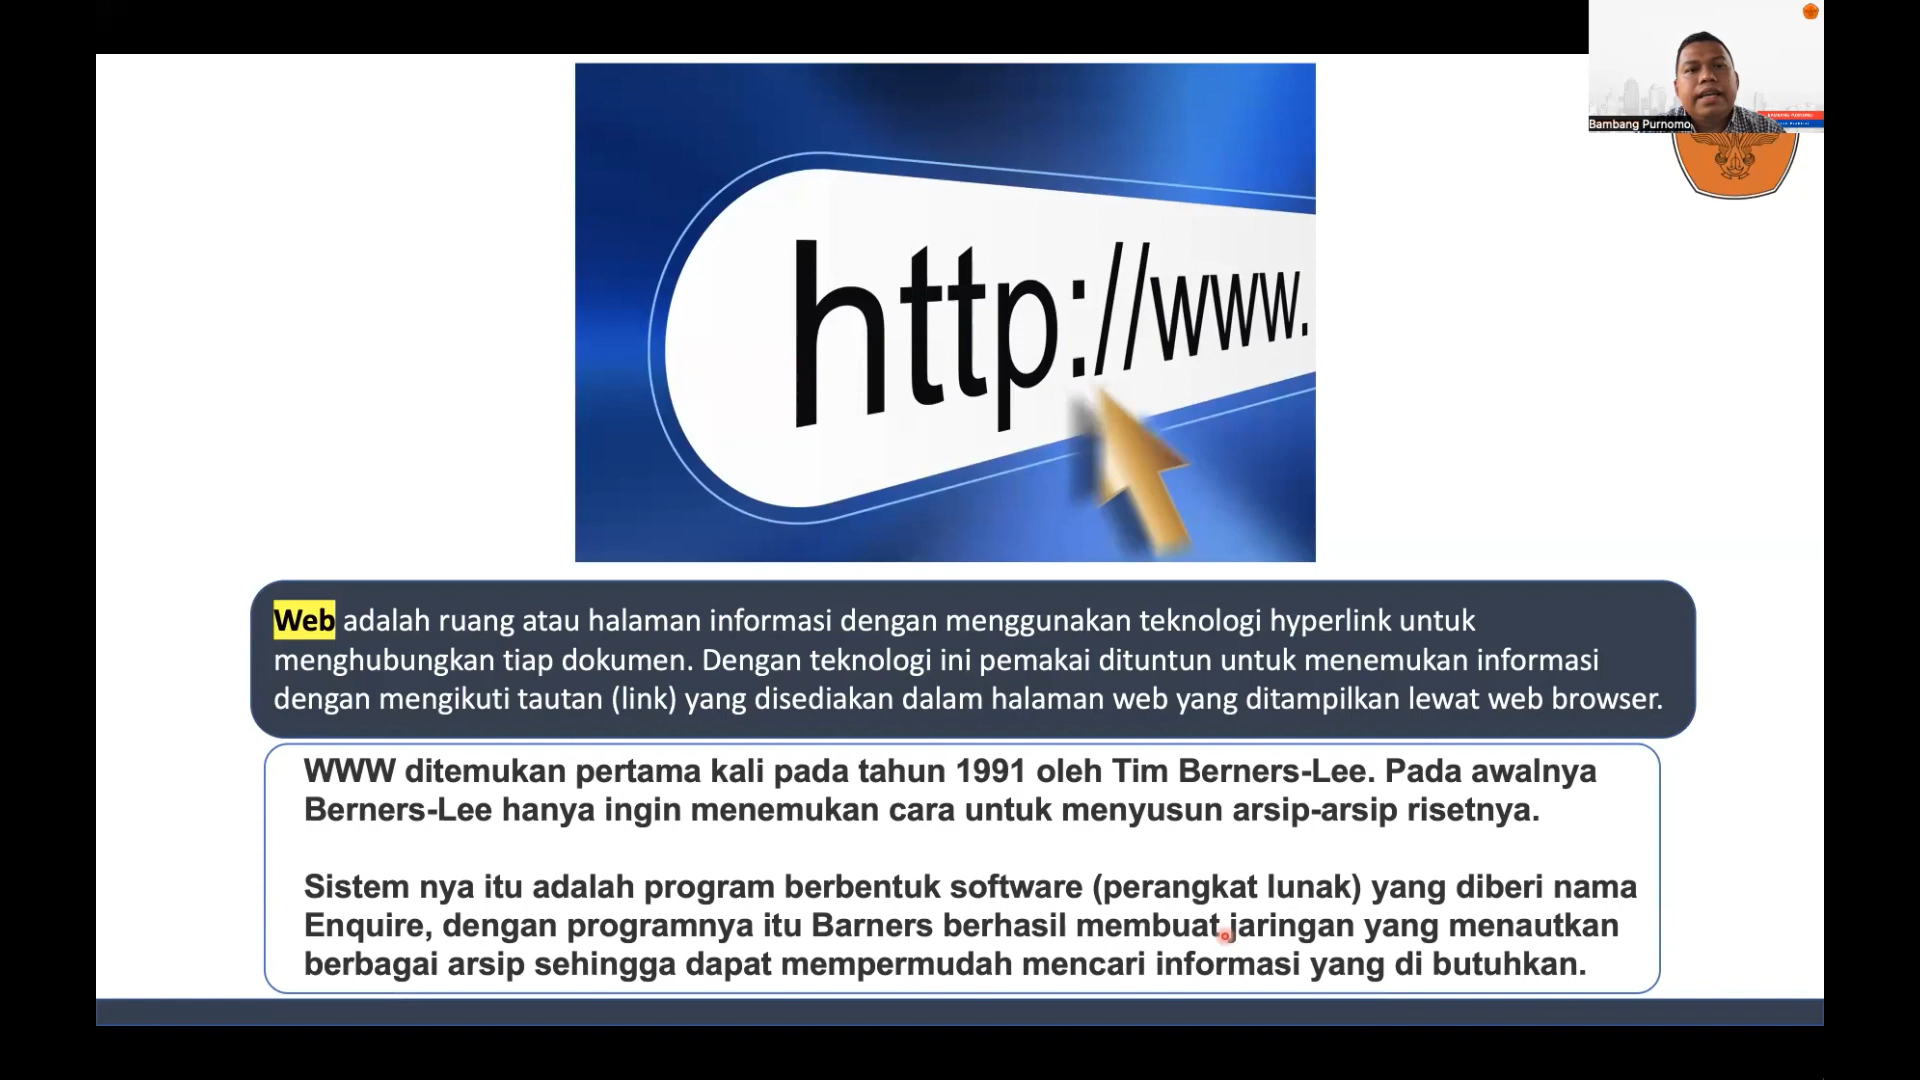 Bambang Purnomo
http://www.
Web adalah ruang atau halaman informasi dengan menggunakan teknologi hyperlink untuk
menghubungkan tiap dokumen. Dengan teknologi ini pemakai dituntun untuk menemukan informasi
dengan mengikuti tautan (link) yang disediakan dalam halaman web yang ditampilkan lewat web browser.
WWW ditemukan pertama kali pada tahun 1991 oleh Tim Berners-Lee. Pada awalnya
Berners-Lee hanya ingin menemukan cara untuk menyusun arsip-arsip risetnya.
Sistem nya itu adalah program berbentuk software (perangkat lunak) yang diberi nama
Enquire, dengan programnya itu Barners berhasil membuat jaringan yang menautkan
berbagai arsip sehingga dapat mempermudah mencari informasi yang di butuhkan.